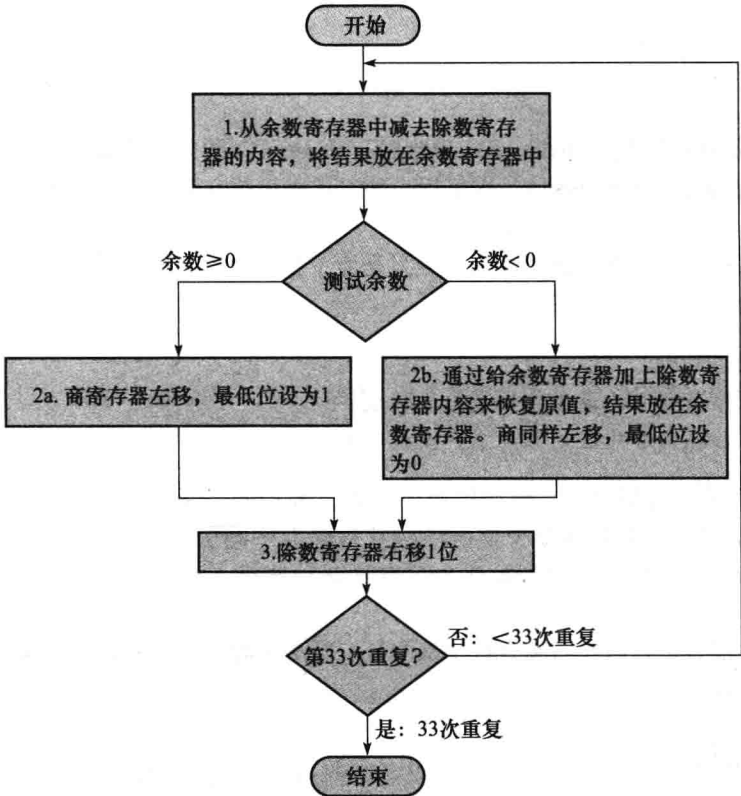 开始
1.从余数寄存器中减去除数寄存
器的内容，将结果放在余数寄存器中
测试余数
余数≥0
余数<0
2a. 商寄存器左移，最低位设为1
2b. 通过给余数寄存器加上除数寄
存器内容来恢复原值，结果放在余
数寄存器。商同样左移，最低位设
为0
3.除数寄存器右移1位
第33次重复?
否：<33次重复
是：33次重复
结束